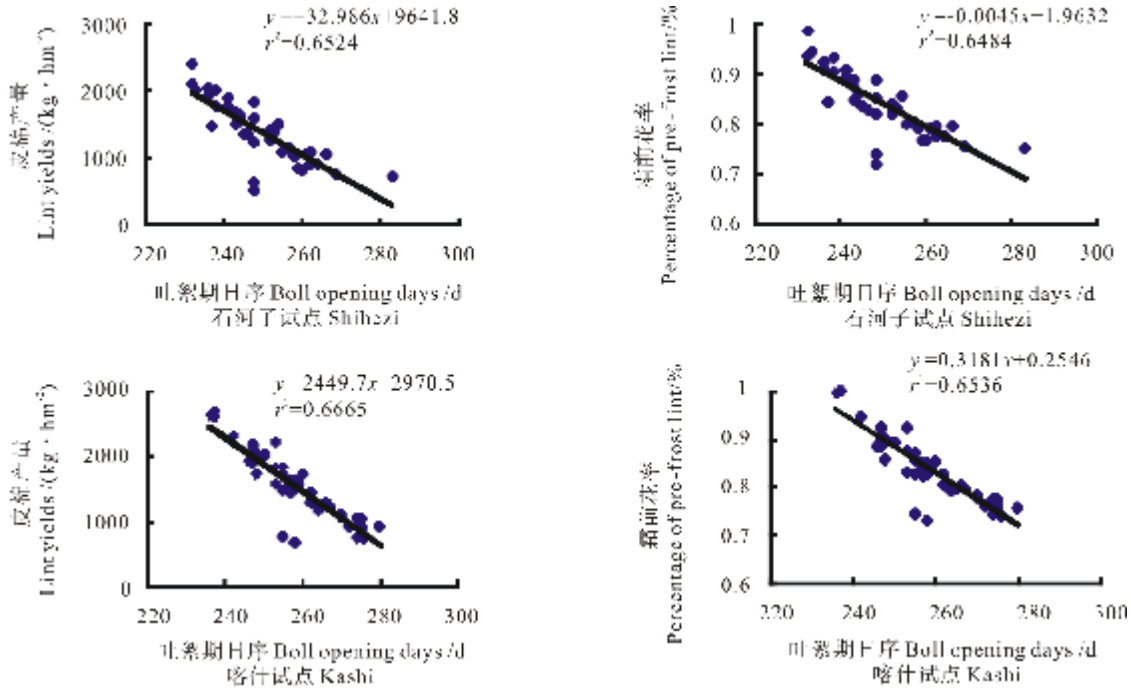 y=-32.986x+9641.8
r²=0.6524
皮棉产量
Lint yields /(kg·hm⁻²)
3000
2000
1000
0
220 240 260 280 300
吐絮期日序 Boll opening days /d
石河子试点 Shihezi
y=-0.0045x+1.9632
r²=0.6484
霜前花率
Percentage of pre-frost lint/%
1
0.9
0.8
0.7
0.6
220 240 260 280 300
吐絮期日序 Boll opening days /d
石河子试点 Shihezi
y 2449.7x 2970.5
r²=0.6665
皮棉产量
Lint yields /(kg·hm⁻²)
3000
2000
1000
0
220 240 260 280 300
吐絮期日序 Boll opening days /d
喀什试点 Kashi
y=0.3181x+0.2546
r²=0.6536
霜前花率
Percentage of pre-frost lint/%
1
0.9
0.8
0.7
0.6
220 240 260 280 300
吐絮期日序 Boll opening days /d
喀什试点 Kashi